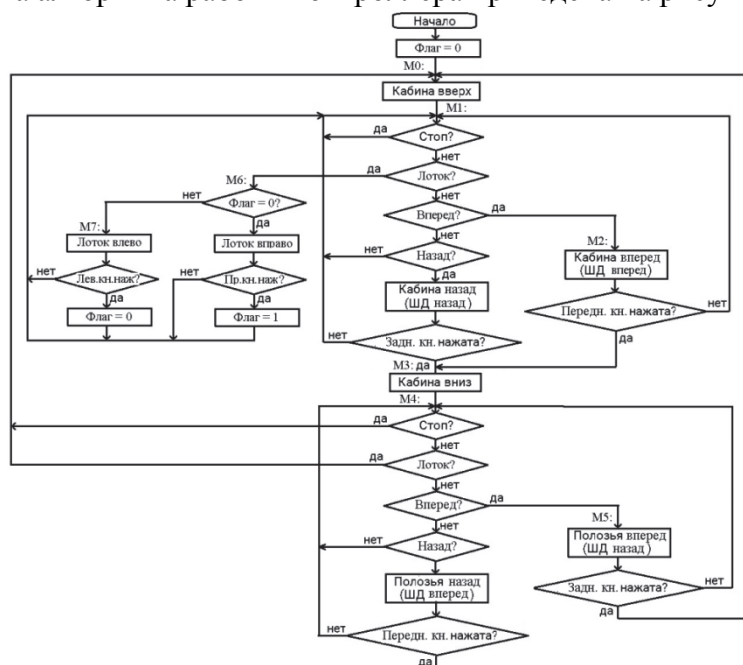 Начало
Флаг = 0
M0:
Кабина вверх
M1:
да
Стоп?
нет
M6:
да
Лоток?
нет
нет
Флаг = 0?
да
Вперед?
да
M7:
нет
M2:
Лоток влево
Лоток вправо
нет
Назад?
Кабина вперед
(ШД вперед)
да
нет
Лев.кн.наж?
нет
Пр.кн.наж?
Кабина назад
(ШД назад)
Передн. кн. нажата?
нет
да
да
Флаг = 0
Флаг = 1
нет
Задн. кн. нажата?
да
M3:
да
Кабина вниз
M4:
да
Стоп?
нет
да
Лоток?
нет
Вперед?
да
нет
M5:
нет
Назад?
Полозья вперед
(ШД назад)
да
Полозья назад
(ШД вперед)
Задн. кн. нажата?
нет
да
нет
Передн. кн. нажата?
да